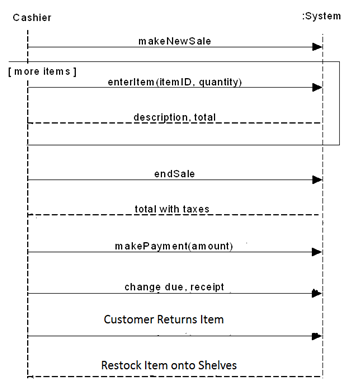 Cashier :System
makeNewSale
[ more items ]
enterItem(itemID, quantity)
description, total
endSale
total with taxes
makePayment(amount)
change due, receipt
Customer Returns Item
Restock Item onto Shelves